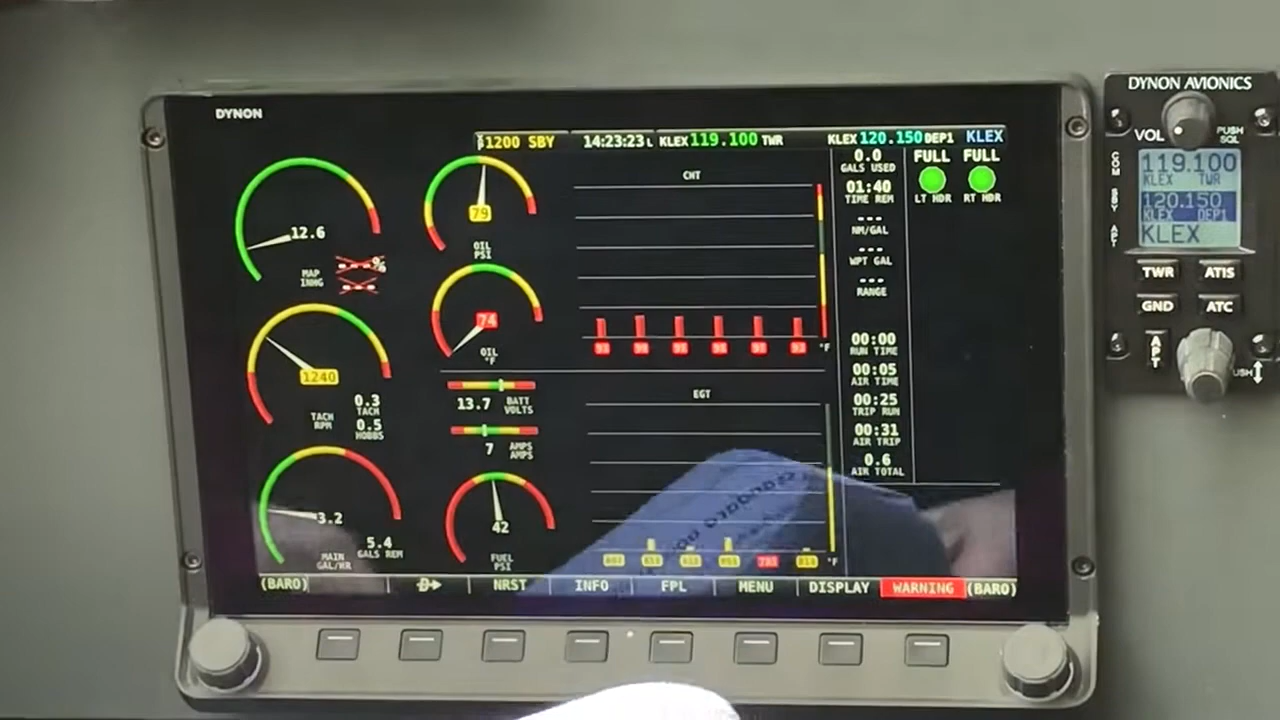 DYNON
1200 SBY 14:23:23L KLEX 119.100 TWR KLEX 120.150 DEP1 KLEX
12.6
MAP
INHG
---%
---
1240
TACH
RPM
0.3
TACH
0.5
HOBBS
3.2
MAIN
GAL/HR
5.4
GALS REM
79
OIL
PSI
74
OIL
°F
13.7 BATT
VOLTS
7 AMPS
AMPS
42
FUEL
PSI
CHT
°F
EGT
°F
0.0
GALS USED
01:40
TIME REM
---
NM/GAL
---
WPT GAL
---
RANGE
00:00
RUN TIME
00:05
AIR TIME
00:25
TRIP RUN
00:31
AIR TRIP
0.6
AIR TOTAL
FULL FULL
LT HDR RT HDR
(BARO) D NRST INFO FPL MENU DISPLAY WARNING (BARO)
DYNON AVIONICS
VOL
PUSH
SQL
COM
SBY
APT
119.100
KLEX TWR
120.150
KLEX DEP1
KLEX
TWR ATIS
GND ATC
APT
PUSH